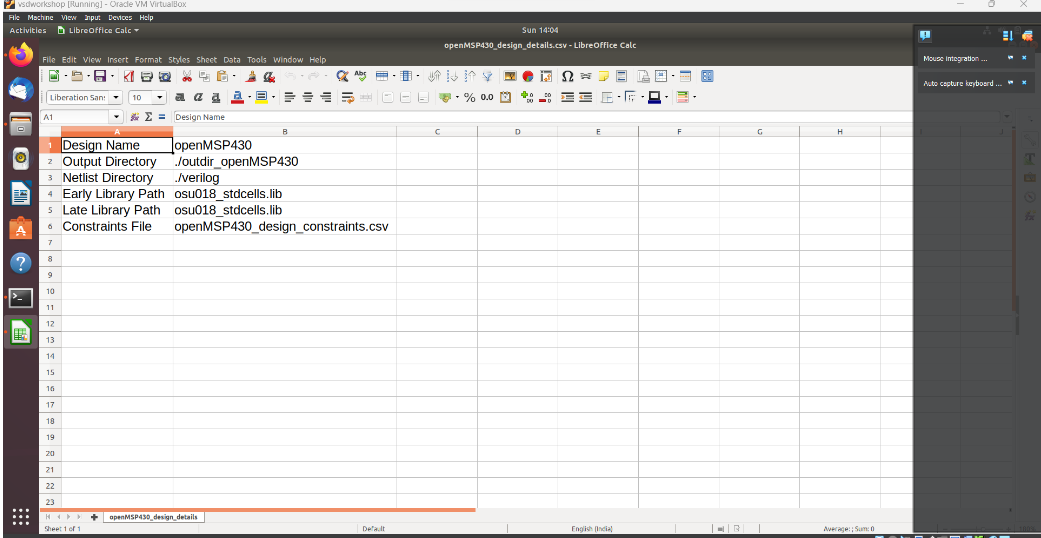 vsdworkshop [Running] - Oracle VM VirtualBox
File Machine View Input Devices Help
Activities LibreOffice Calc Sun 14:04
openMSP430_design_details.csv - LibreOffice Calc
File Edit View Insert Format Styles Sheet Data Tools Window Help
Liberation Sans 10
A1 Design Name
A B C D E F G H
1 Design Name openMSP430
2 Output Directory ./outdir_openMSP430
3 Netlist Directory ./verilog
4 Early Library Path osu018_stdcells.lib
5 Late Library Path osu018_stdcells.lib
6 Constraints File openMSP430_design_constraints.csv
7
8
9
10
11
12
13
14
15
16
17
18
19
20
21
22
23
openMSP430_design_details
Sheet 1 of 1 Default English (India) Average: ; Sum: 0
Mouse integration ...
Auto capture keyboard ...